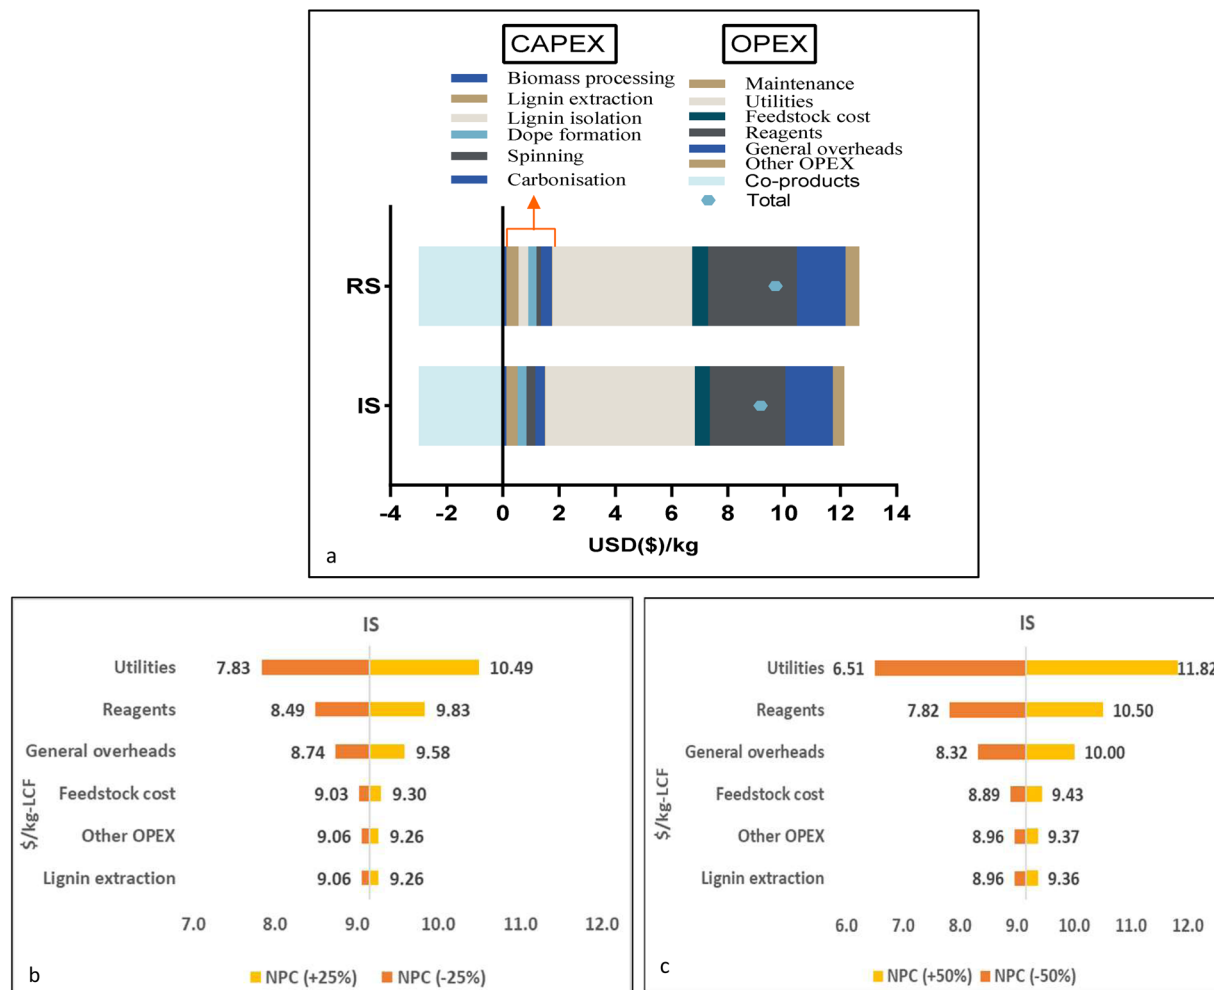 CAPEX
OPEX
Biomass processing
Lignin extraction
Lignin isolation
Dope formation
Spinning
Carbonisation
Maintenance
Utilities
Feedstock cost
Reagents
General overheads
Other OPEX
Co-products
Total
RS
IS
-4 -2 0 2 4 6 8 10 12 14
USD($)/kg
a
IS
Utilities 7.83 10.49
Reagents 8.49 9.83
General overheads 8.74 9.58
Feedstock cost 9.03 9.30
Other OPEX 9.06 9.26
Lignin extraction 9.06 9.26
$/kg-LCF
7.0 8.0 9.0 10.0 11.0 12.0
NPC (+25%) NPC (-25%)
b
IS
Utilities 6.51 11.82
Reagents 7.82 10.50
General overheads 8.32 10.00
Feedstock cost 8.89 9.43
Other OPEX 8.96 9.37
Lignin extraction 8.96 9.36
$/kg-LCF
6.0 7.0 8.0 9.0 10.0 11.0 12.0
NPC (+50%) NPC (-50%)
c